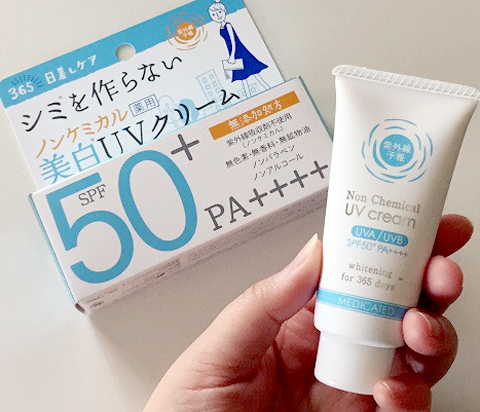 紫外線
予報
365日差しケア
シミを作らない
ノンケミカル 薬用
美白UVクリーム
SPF
50+
PA++++
無添加処方
紫外線吸収剤不使用
(ノンケミカル)
無色素・無香料・無鉱物油
ノンパラベン
ノンアルコール
紫外線
予報
Non Chemical
UV cream
UVA/UVB
SPF50+ PA++++
whitening
for 365 days
MEDICATED